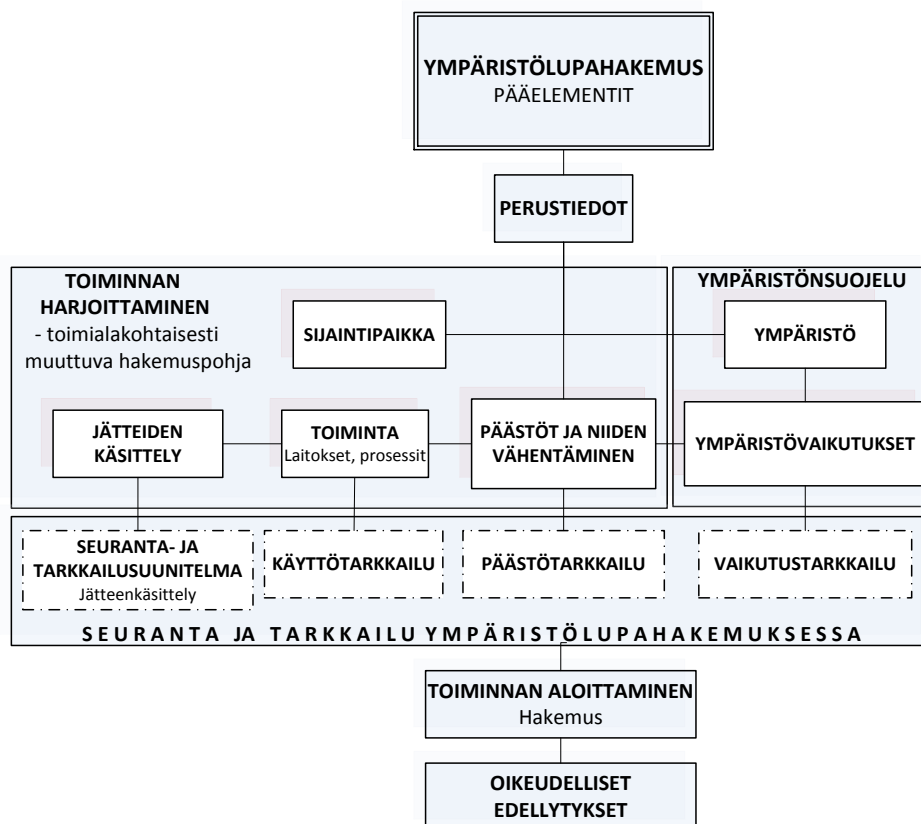 YMPÄRISTÖLUPAHAKEMUS
PÄÄELEMENTIT
PERUSTIEDOT
TOIMINNAN
HARJOITTAMINEN
- toimialakohtaisesti
muuttuva hakemuspohja
YMPÄRISTÖNSUOJELU
SIJAINTIPAIKKA
YMPÄRISTÖ
JÄTTEIDEN
KÄSITTELY
TOIMINTA
Laitokset, prosessit
PÄÄSTÖT JA NIIDEN
VÄHENTÄMINEN
YMPÄRISTÖVAIKUTUKSET
SEURANTA- JA
TARKKAILUSUUNITELMA
Jätteenkäsittely
KÄYTTÖTARKKAILU
PÄÄSTÖTARKKAILU
VAIKUTUSTARKKAILU
SEURANTA JA TARKKAILU YMPÄRISTÖLUPAHAKEMUKSESSA
TOIMINNAN ALOITTAMINEN
Hakemus
OIKEUDELLISET
EDELLYTYKSET